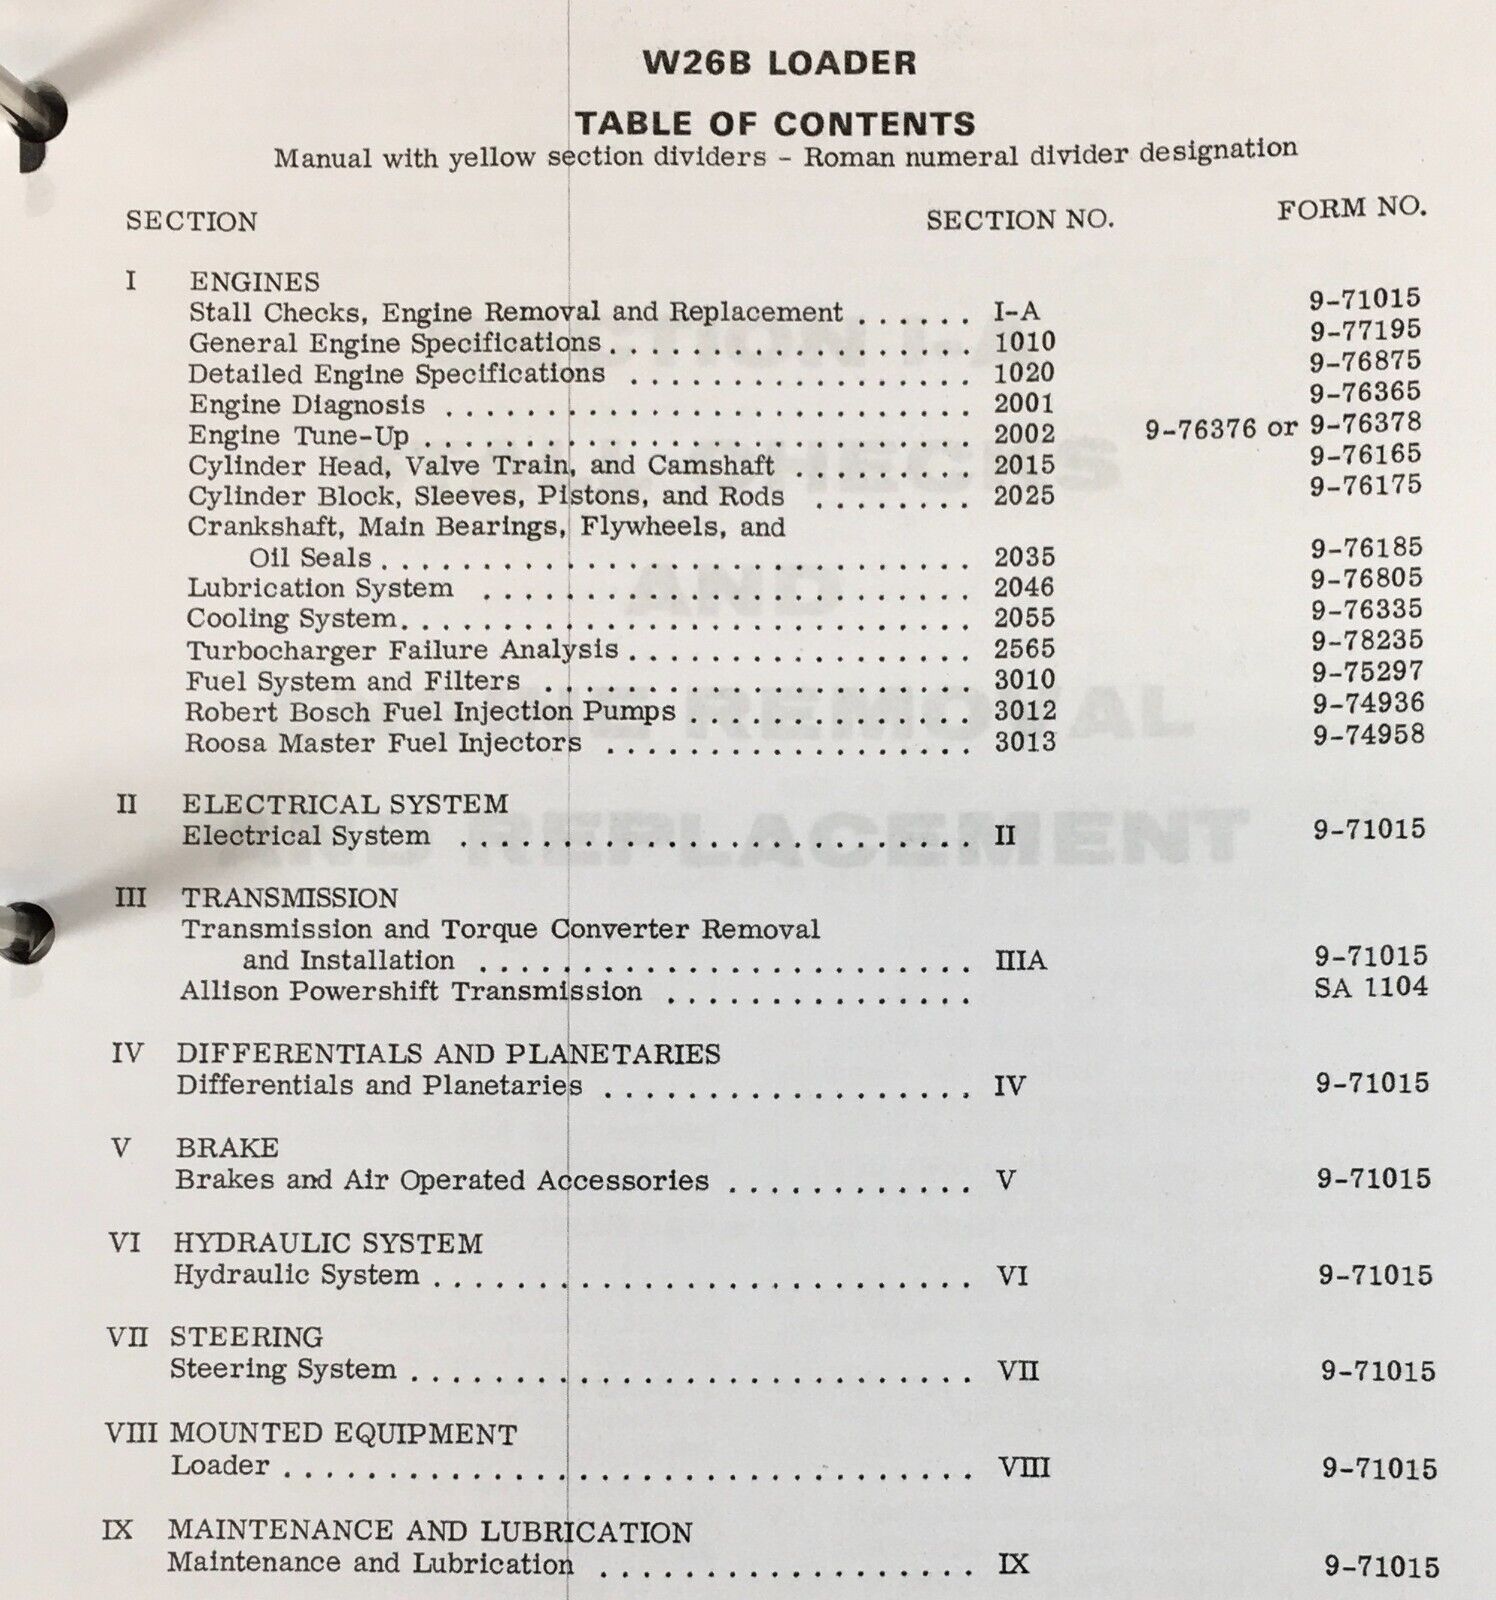 W26B LOADER
TABLE OF CONTENTS
Manual with yellow section dividers - Roman numeral divider designation
SECTION SECTION NO. FORM NO.
I ENGINES
Stall Checks, Engine Removal and Replacement . . . . . . I-A 9-71015
General Engine Specifications . . . . . . . . . . . . . . . . . . 1010 9-77195
Detailed Engine Specifications . . . . . . . . . . . . . . . . . 1020 9-76875
Engine Diagnosis . . . . . . . . . . . . . . . . . . . . . . . . . . 2001 9-76365
Engine Tune-Up . . . . . . . . . . . . . . . . . . . . . . . . . . . 2002 9-76376 or 9-76378
Cylinder Head, Valve Train, and Camshaft . . . . . . . . . 2015 9-76165
Cylinder Block, Sleeves, Pistons, and Rods . . . . . . . . 2025 9-76175
Crankshaft, Main Bearings, Flywheels, and
Oil Seals . . . . . . . . . . . . . . . . . . . . . . . . . . . . . 2035 9-76185
Lubrication System . . . . . . . . . . . . . . . . . . . . . . . . 2046 9-76805
Cooling System. . . . . . . . . . . . . . . . . . . . . . . . . . . . 2055 9-76335
Turbocharger Failure Analysis . . . . . . . . . . . . . . . . . 2565 9-78235
Fuel System and Filters . . . . . . . . . . . . . . . . . . . . . 3010 9-75297
Robert Bosch Fuel Injection Pumps . . . . . . . . . . . . . . 3012 9-74936
Roosa Master Fuel Injectors . . . . . . . . . . . . . . . . . . 3013 9-74958
II ELECTRICAL SYSTEM
Electrical System . . . . . . . . . . . . . . . . . . . . . . . . . II 9-71015
III TRANSMISSION
Transmission and Torque Converter Removal
and Installation . . . . . . . . . . . . . . . . . . . . . . . . IIIA 9-71015
Allison Powershift Transmission . . . . . . . . . . . . . . . SA 1104
IV DIFFERENTIALS AND PLANETARIES
Differentials and Planetaries . . . . . . . . . . . . . . . . . . IV 9-71015
V BRAKE
Brakes and Air Operated Accessories . . . . . . . . . . . . V 9-71015
VI HYDRAULIC SYSTEM
Hydraulic System . . . . . . . . . . . . . . . . . . . . . . . . . . VI 9-71015
VII STEERING
Steering System . . . . . . . . . . . . . . . . . . . . . . . . . . . VII 9-71015
VIII MOUNTED EQUIPMENT
Loader . . . . . . . . . . . . . . . . . . . . . . . . . . . . . . . . . VIII 9-71015
IX MAINTENANCE AND LUBRICATION
Maintenance and Lubrication . . . . . . . . . . . . . . . . . . IX 9-71015